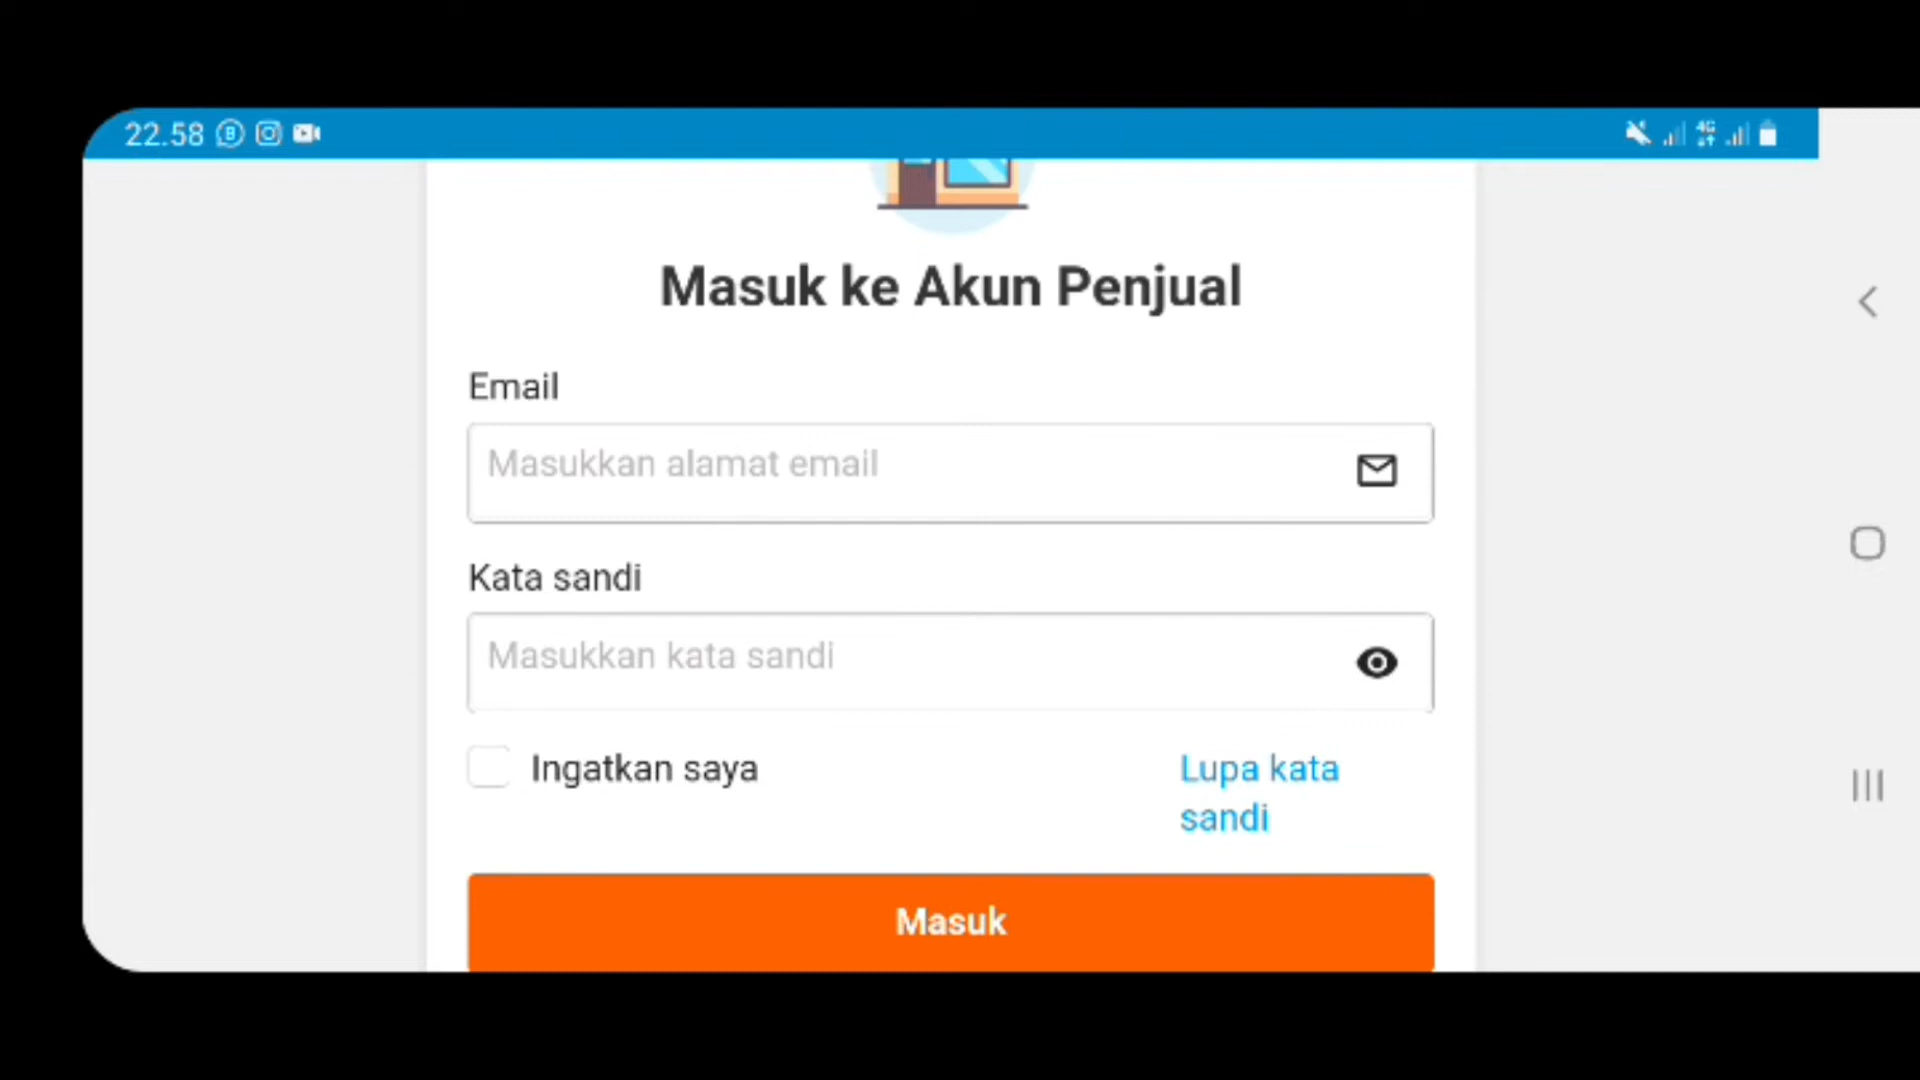 22.58
4G
Masuk ke Akun Penjual
Email
Masukkan alamat email
Kata sandi
Masukkan kata sandi
Ingatkan saya
Lupa kata
sandi
Masuk